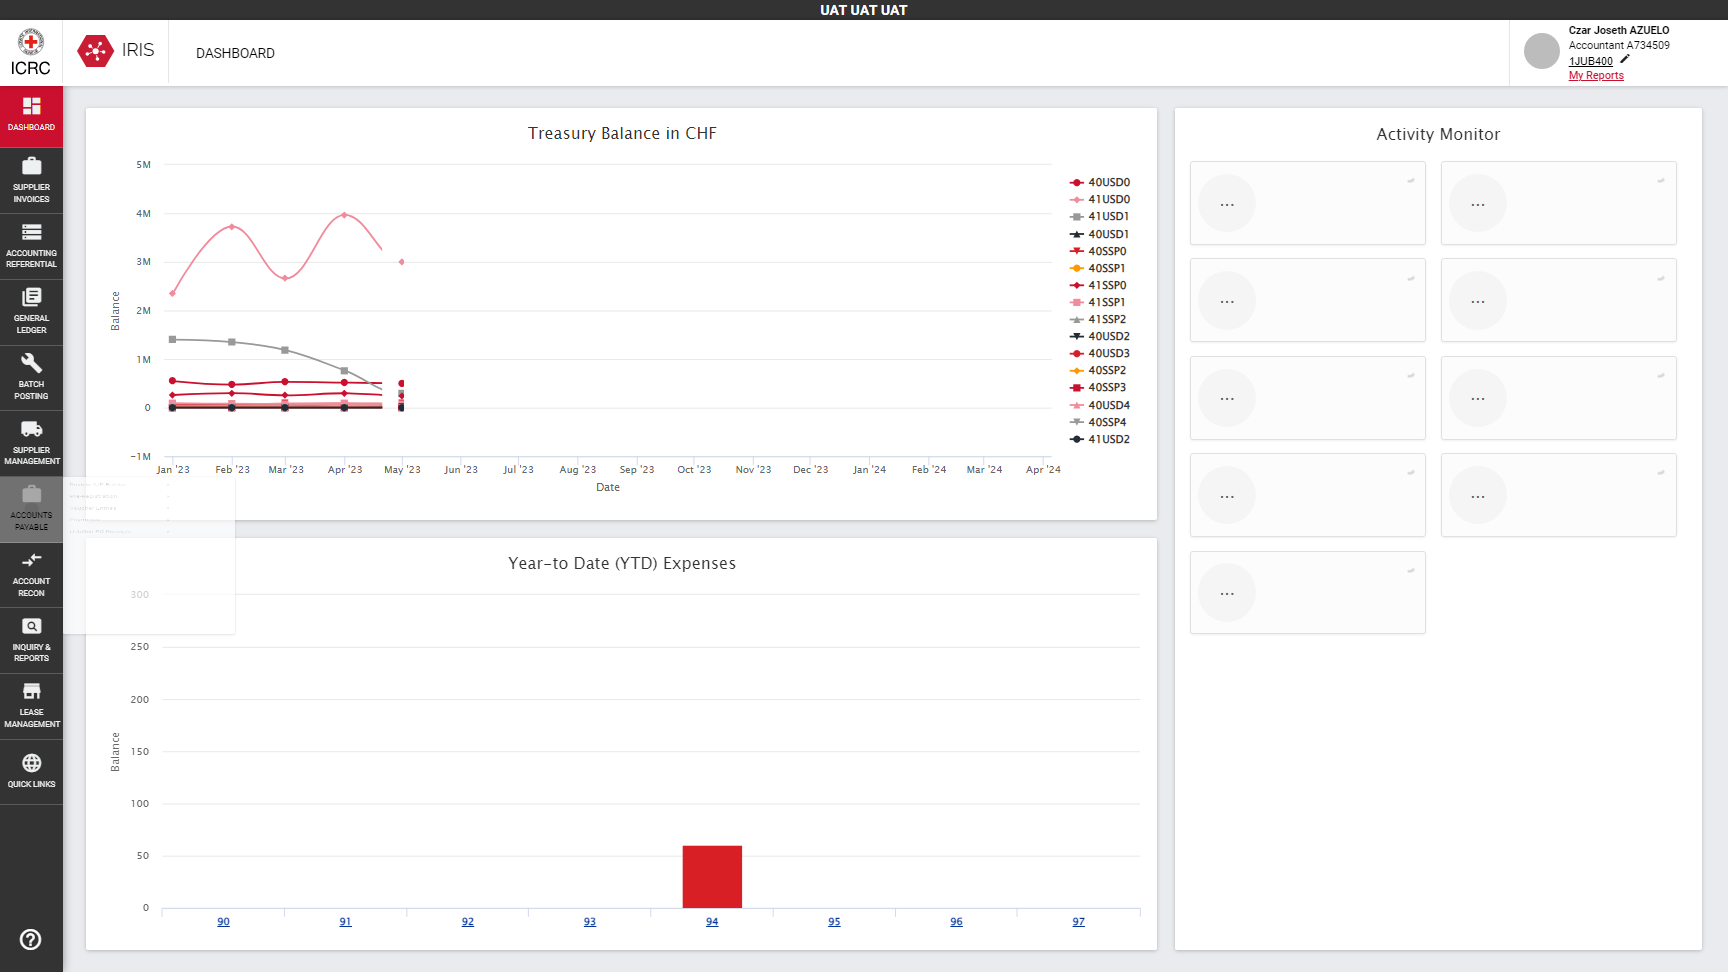 UAT UAT UAT
ICRC
IRIS
DASHBOARD
Czar Joseth AZUELO
Accountant A734509
1JUB400
My Reports
DASHBOARD
SUPPLIER
INVOICES
ACCOUNTING
REFERENTIAL
GENERAL
LEDGER
BATCH
POSTING
SUPPLIER
MANAGEMENT
ACCOUNTS
PAYABLE
ACCOUNT
RECON
INQUIRY &
REPORTS
LEASE
MANAGEMENT
QUICK LINKS
Treasury Balance in CHF
5M
4M
3M
2M
1M
0
−1M
Balance
Jan '23 Feb '23 Mar '23 Apr '23 May '23 Jun '23 Jul '23 Aug '23 Sep '23 Oct '23 Nov '23 Dec '23 Jan '24 Feb '24 Mar '24 Apr '24
Date
40USD0
41USD0
41USD1
40USD1
40SSP0
40SSP1
41SSP0
41SSP1
41SSP2
40USD2
40USD3
40SSP2
40SSP3
40USD4
40SSP4
41USD2
Year-to Date (YTD) Expenses
300
250
200
150
100
50
0
Balance
90 91 92 93 94 95 96 97
Activity Monitor
... ...
... ...
... ...
... ...
...